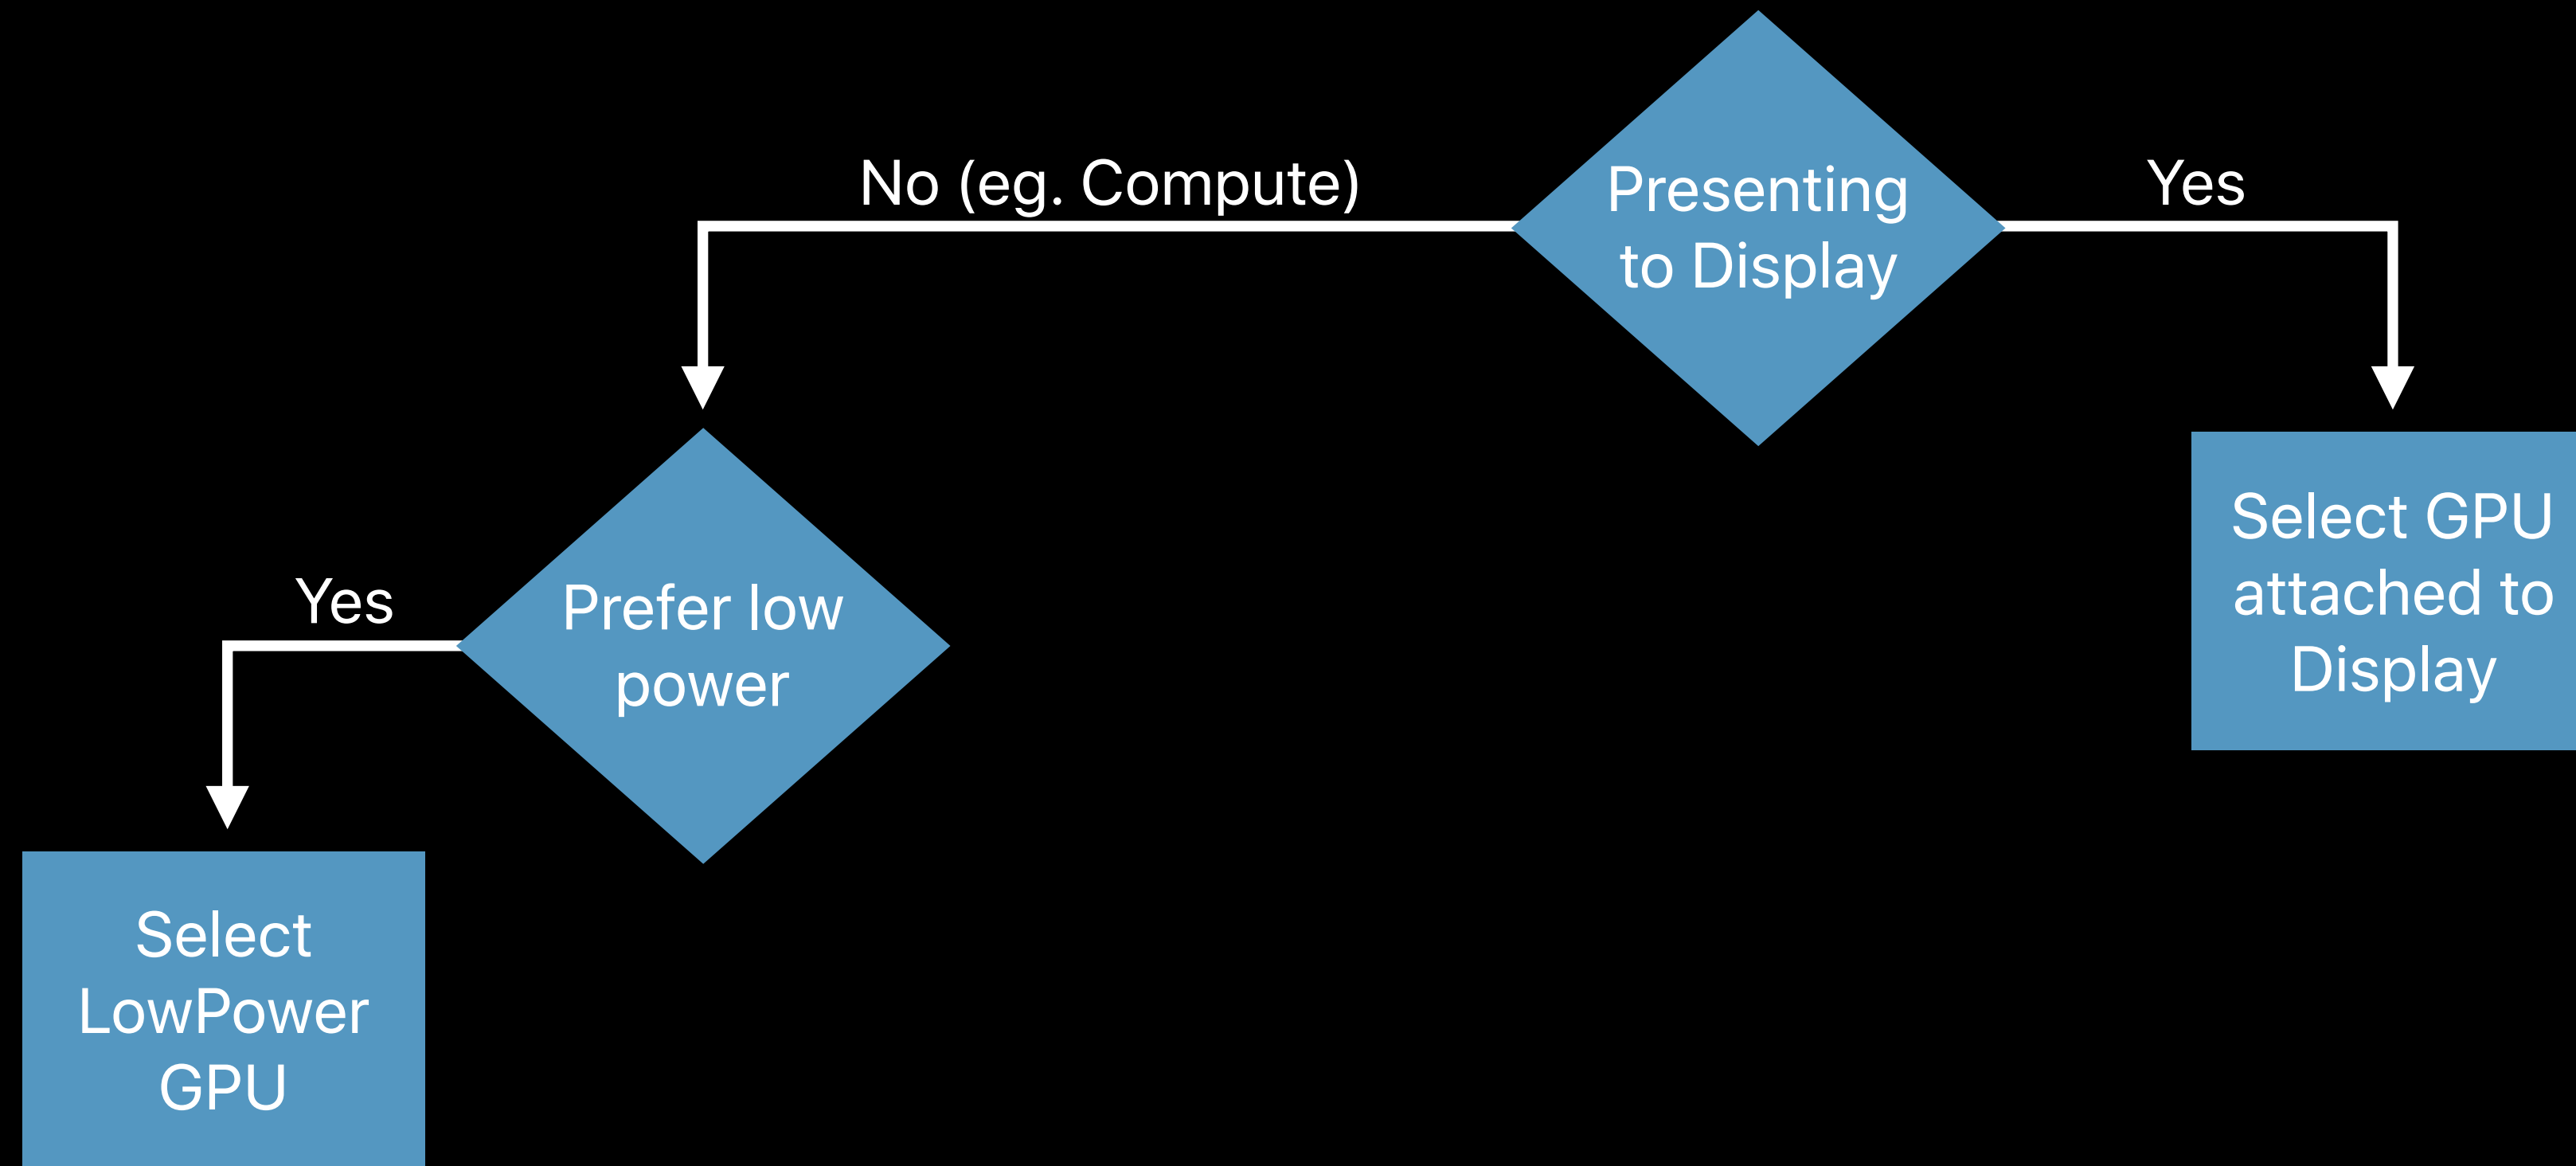 No (eg. Compute)
Presenting
to Display
Yes
Yes
Prefer low
power
Select GPU
attached to
Display
Select
LowPower
GPU